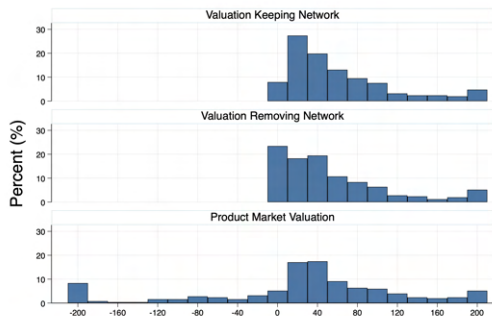 Valuation Keeping Network
30
20
10
0
Valuation Removing Network
30
20
10
0
Percent (%)
Product Market Valuation
30
20
10
0
-200 -160 -120 -80 -40 0 40 80 120 160 200